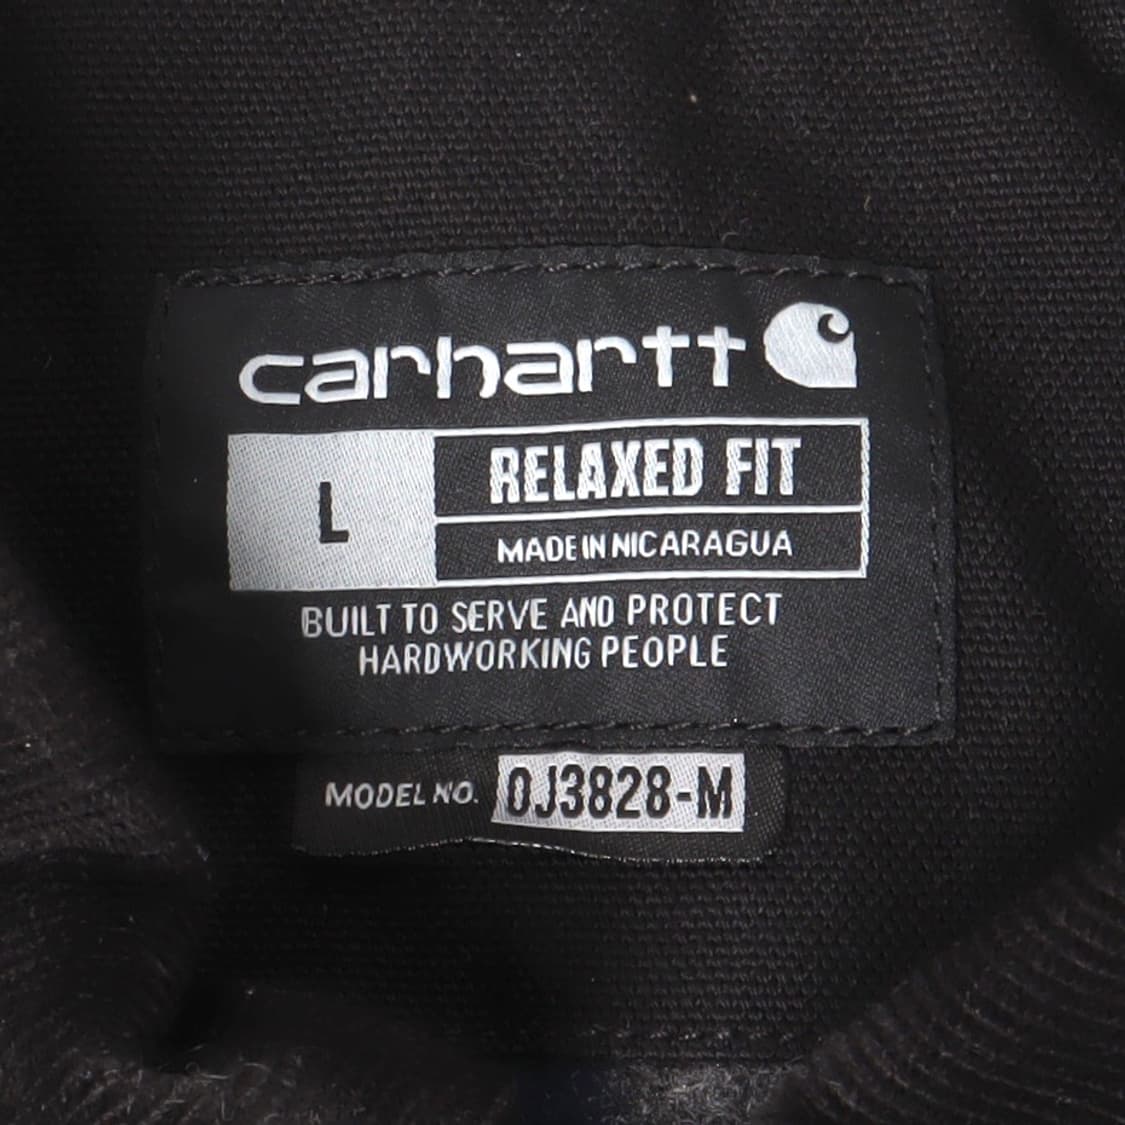 carhartt
L
RELAXED FIT
MADE IN NICARAGUA
BUILT TO SERVE AND PROTECT
HARDWORKING PEOPLE
MODEL NO. OJ3828-M